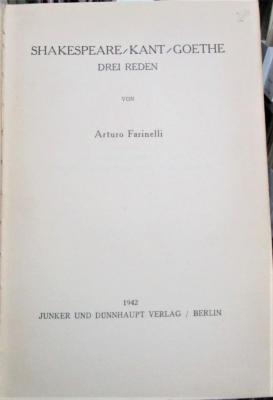 SHAKESPEARE/KANT/GOETHE
DREI REDEN
VON
Arturo Farinelli
1942
JUNKER UND DÜNNHAUPT VERLAG / BERLIN